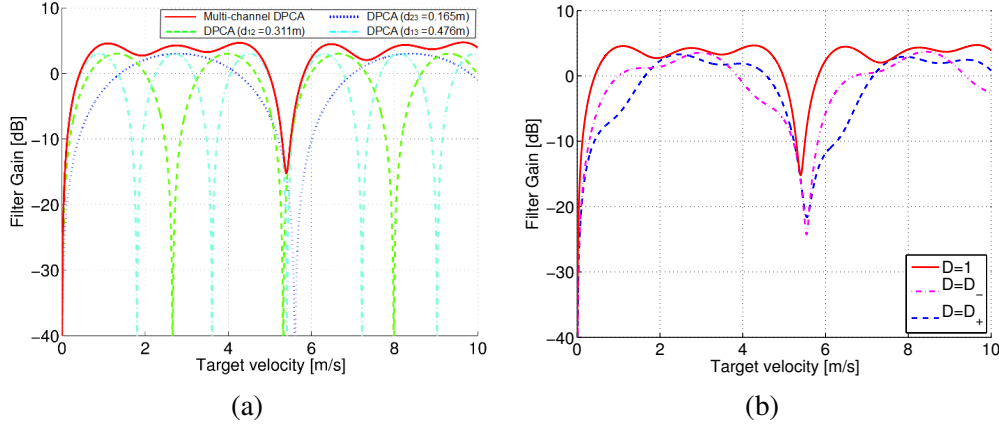 Multi-channel DPCA
DPCA (d₂₃ =0.165m)
DPCA (d₁₂ =0.311m)
DPCA (d₁₃ =0.476m)
10
0
−10
−20
−30
−40
Filter Gain [dB]
0 2 4 6 8 10
Target velocity [m/s]
(a)
10
0
−10
−20
−30
−40
Filter Gain [dB]
D=1
D=D₋
D=D₊
0 2 4 6 8 10
Target velocity [m/s]
(b)